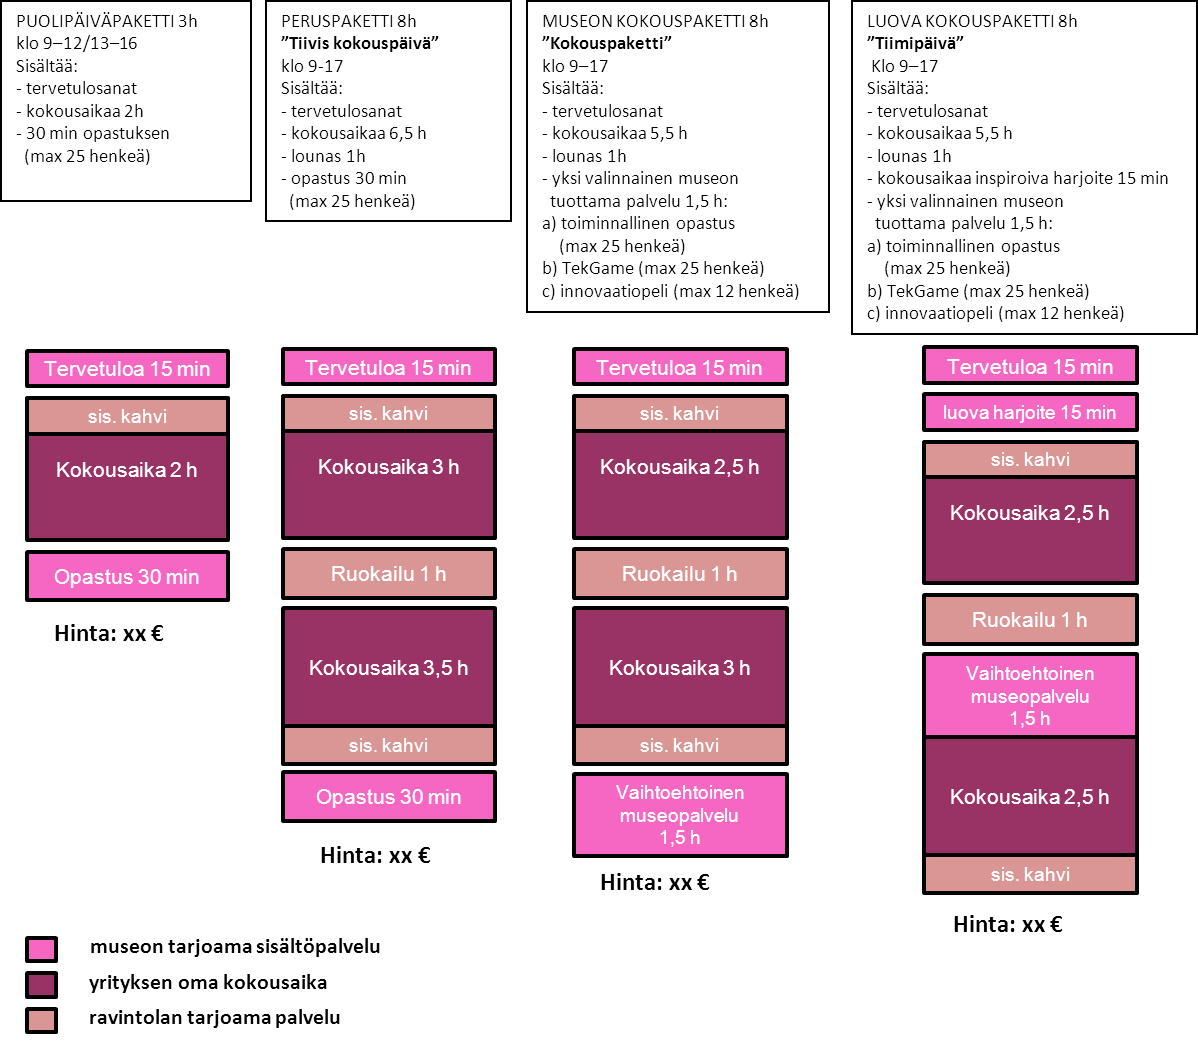 PUOLIPÄIVÄPAKETTI 3h
klo 9–12/13–16
Sisältää:
- tervetulosanat
- kokousaikaa 2h
- 30 min opastuksen
(max 25 henkeä)
PERUSPAKETTI 8h
”Tiivis kokouspäivä”
klo 9-17
Sisältää:
- tervetulosanat
- kokousaikaa 6,5 h
- lounas 1h
- opastus 30 min
(max 25 henkeä)
MUSEON KOKOUSPAKETTI 8h
”Kokouspaketti”
klo 9–17
Sisältää:
- tervetulosanat
- kokousaikaa 5,5 h
- lounas 1h
- yksi valinnainen museon
tuottama palvelu 1,5 h:
a) toiminnallinen opastus
(max 25 henkeä)
b) TekGame (max 25 henkeä)
c) innovaatiopeli (max 12 henkeä)
LUOVA KOKOUSPAKETTI 8h
”Tiimipäivä”
Klo 9–17
Sisältää:
- tervetulosanat
- kokousaikaa 5,5 h
- lounas 1h
- kokousaikaa inspiroiva harjoite 15 min
- yksi valinnainen museon
tuottama palvelu 1,5 h:
a) toiminnallinen opastus
(max 25 henkeä)
b) TekGame (max 25 henkeä)
c) innovaatiopeli (max 12 henkeä)
Tervetuloa 15 min
sis. kahvi
Kokousaika 2 h
Opastus 30 min
Hinta: xx €
Tervetuloa 15 min
sis. kahvi
Kokousaika 3 h
Ruokailu 1 h
Kokousaika 3,5 h
sis. kahvi
Opastus 30 min
Hinta: xx €
Tervetuloa 15 min
sis. kahvi
Kokousaika 2,5 h
Ruokailu 1 h
Kokousaika 3 h
sis. kahvi
Vaihtoehtoinen
museopalvelu
1,5 h
Hinta: xx €
Tervetuloa 15 min
luova harjoite 15 min
sis. kahvi
Kokousaika 2,5 h
Ruokailu 1 h
Vaihtoehtoinen
museopalvelu
1,5 h
Kokousaika 2,5 h
sis. kahvi
Hinta: xx €
museon tarjoama sisältöpalvelu
yrityksen oma kokousaika
ravintolan tarjoama palvelu